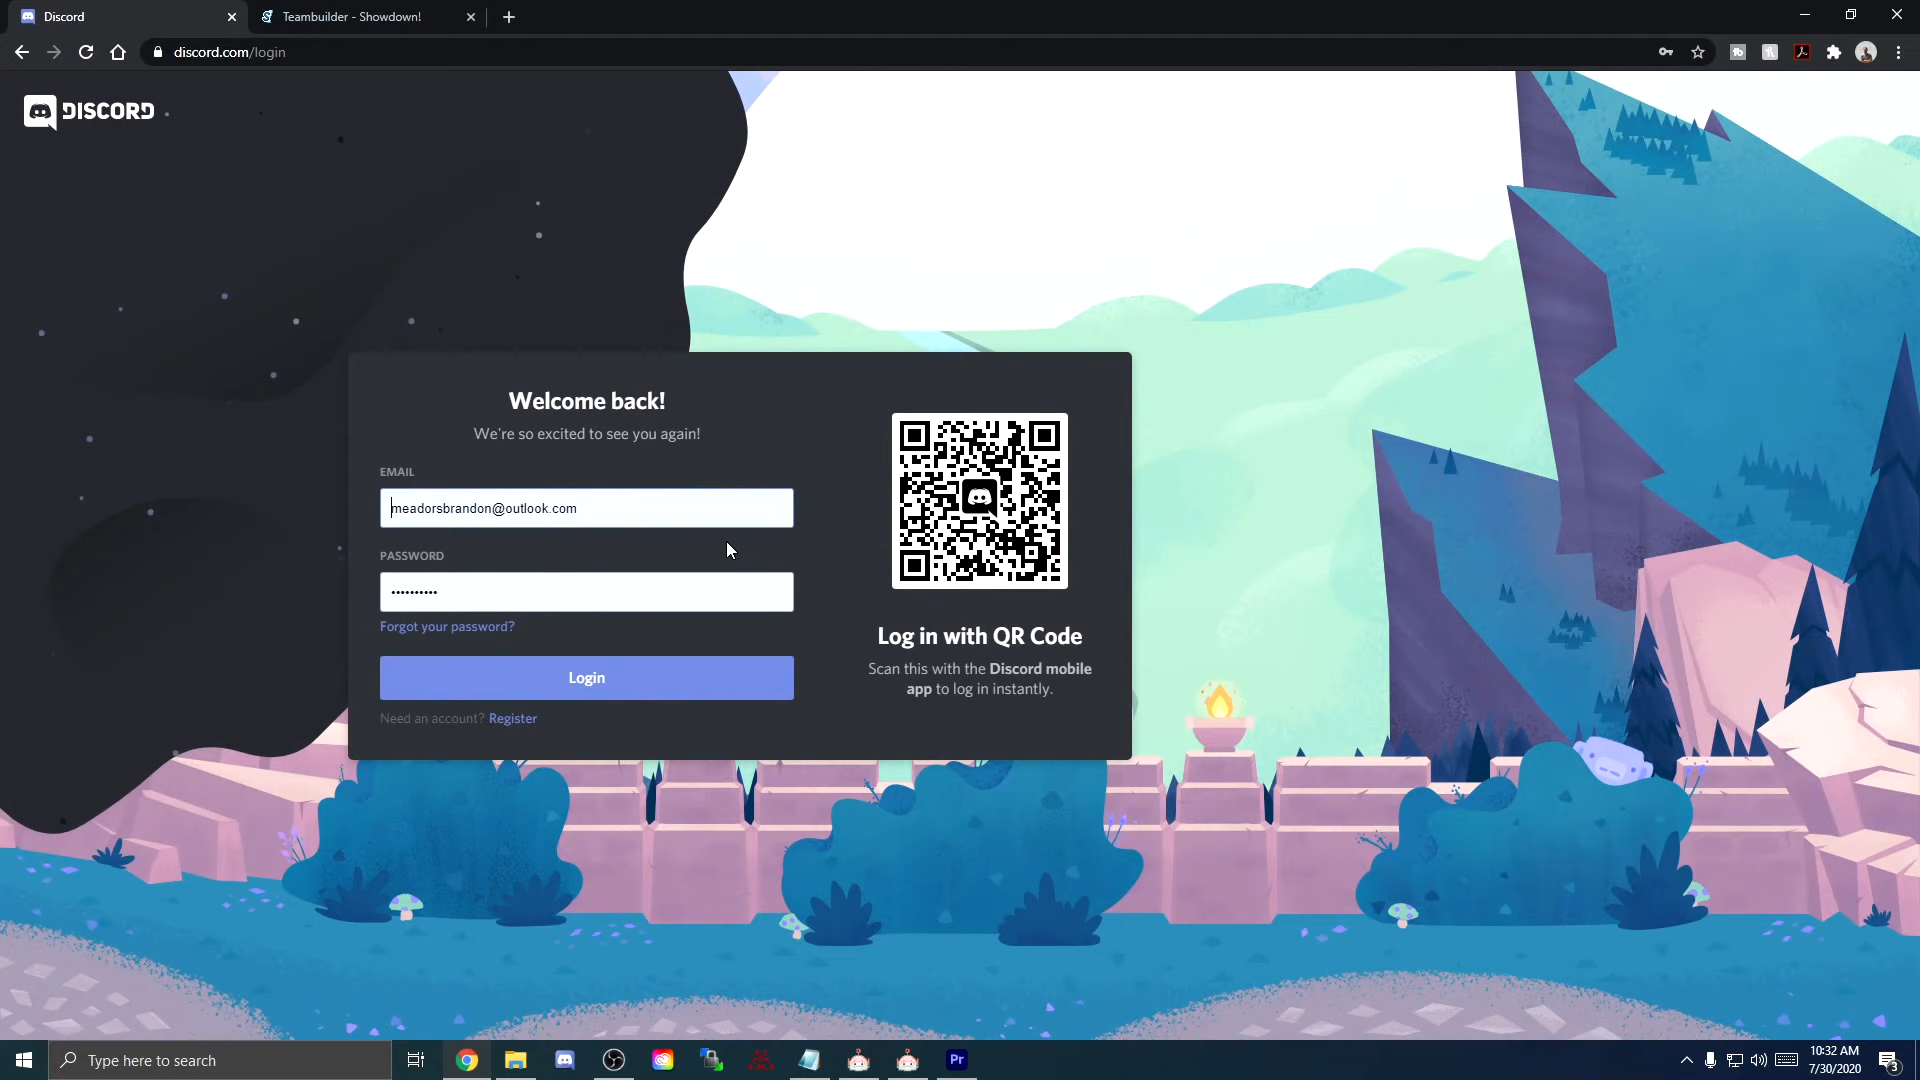 Discord
Teambuilder - Showdown!
discord.com/login
DISCORD
Welcome back!
We're so excited to see you again!
EMAIL
meadorsbrandon@outlook.com
PASSWORD
••••••••••
Forgot your password?
Login
Need an account? Register
Log in with QR Code
Scan this with the Discord mobile
app to log in instantly.
Type here to search
Pr
10:32 AM
7/30/2020
3